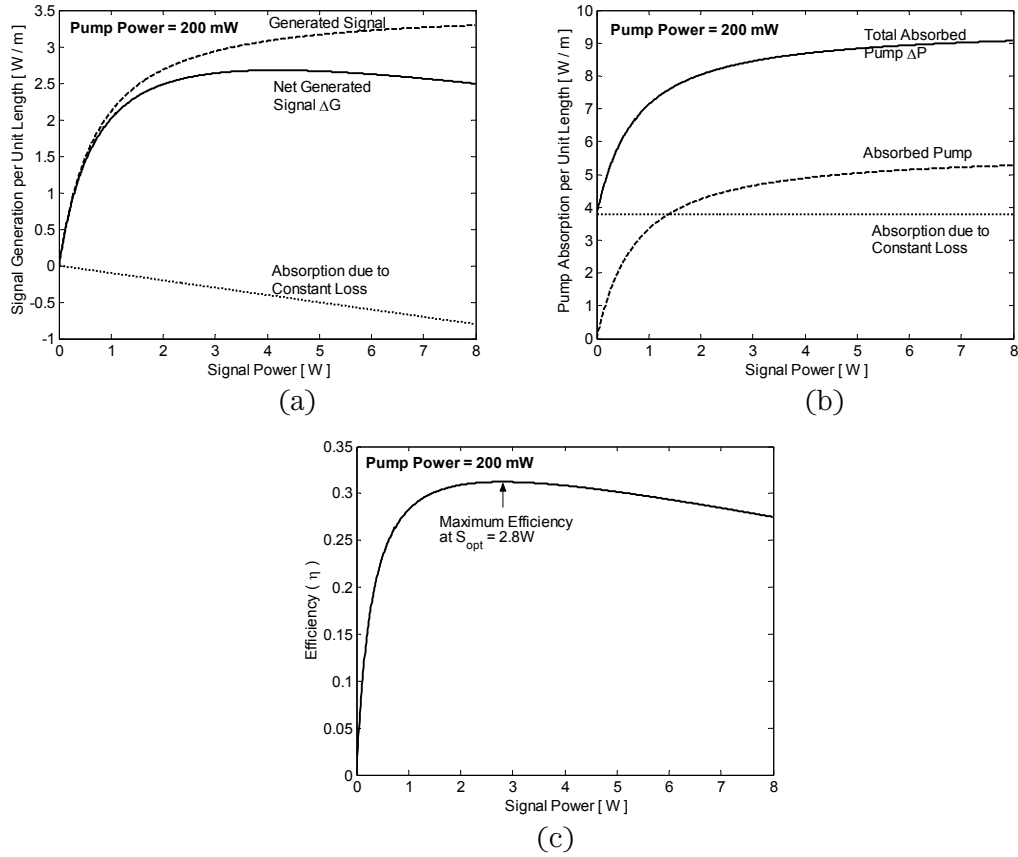 Pump Power = 200 mW
Generated Signal
Net Generated
Signal ΔG
Absorption due to
Constant Loss
Signal Generation per Unit Length [ W / m ]
3.5
3
2.5
2
1.5
1
0.5
0
-0.5
-1
0 1 2 3 4 5 6 7 8
Signal Power [ W ]
(a)
Pump Power = 200 mW
Total Absorbed
Pump ΔP
Absorbed Pump
Absorption due to
Constant Loss
Pump Absorption per Unit Length [ W / m ]
10
9
8
7
6
5
4
3
2
1
0
0 1 2 3 4 5 6 7 8
Signal Power [ W ]
(b)
Pump Power = 200 mW
Maximum Efficiency
at Sopt = 2.8W
Efficiency ( η )
0.35
0.3
0.25
0.2
0.15
0.1
0.05
0
0 1 2 3 4 5 6 7 8
Signal Power [ W ]
(c)